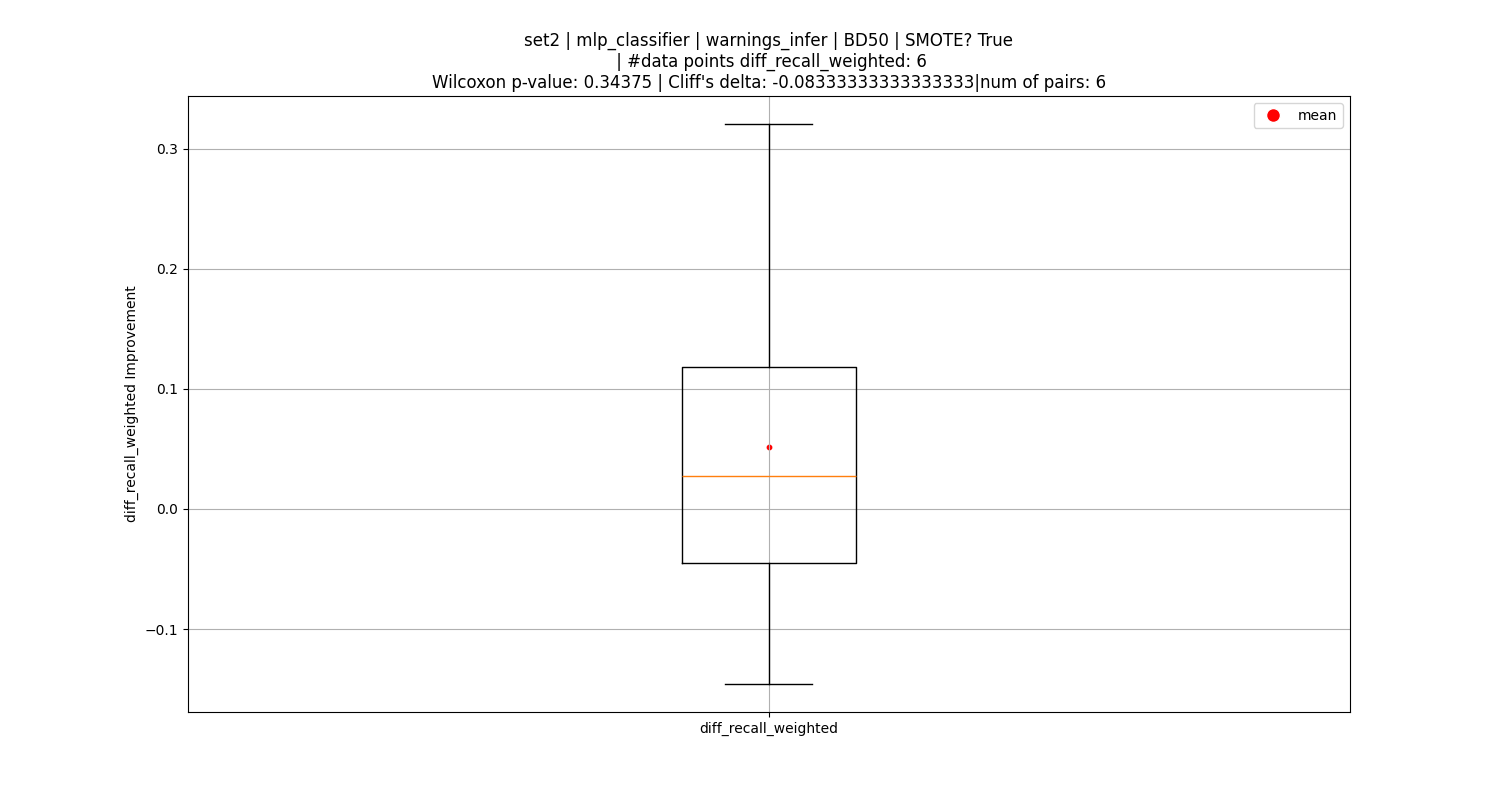 set2 | mlp_classifier | warnings_infer | BD50 | SMOTE? True
| #data points diff_recall_weighted: 6
Wilcoxon p-value: 0.34375 | Cliff's delta: -0.08333333333333333|num of pairs: 6
mean
0.3
0.2
0.1
0.0
−0.1
diff_recall_weighted Improvement
diff_recall_weighted